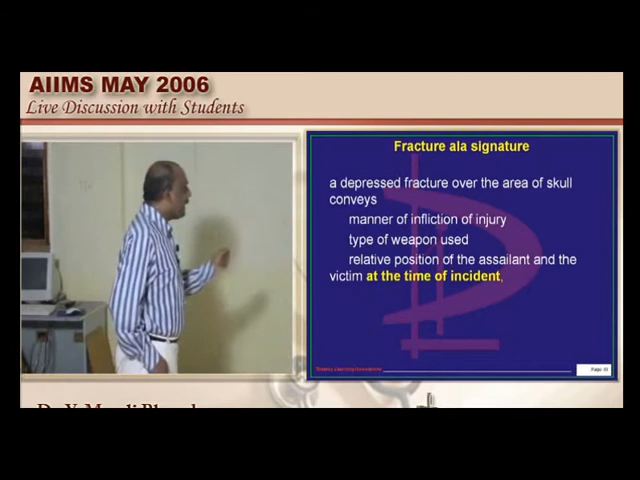 AIIMS MAY 2006
Live Discussion with Students
Fracture ala signature
a depressed fracture over the area of skull
conveys
manner of infliction of injury
type of weapon used
relative position of the assailant and the
victim at the time of incident,
Page